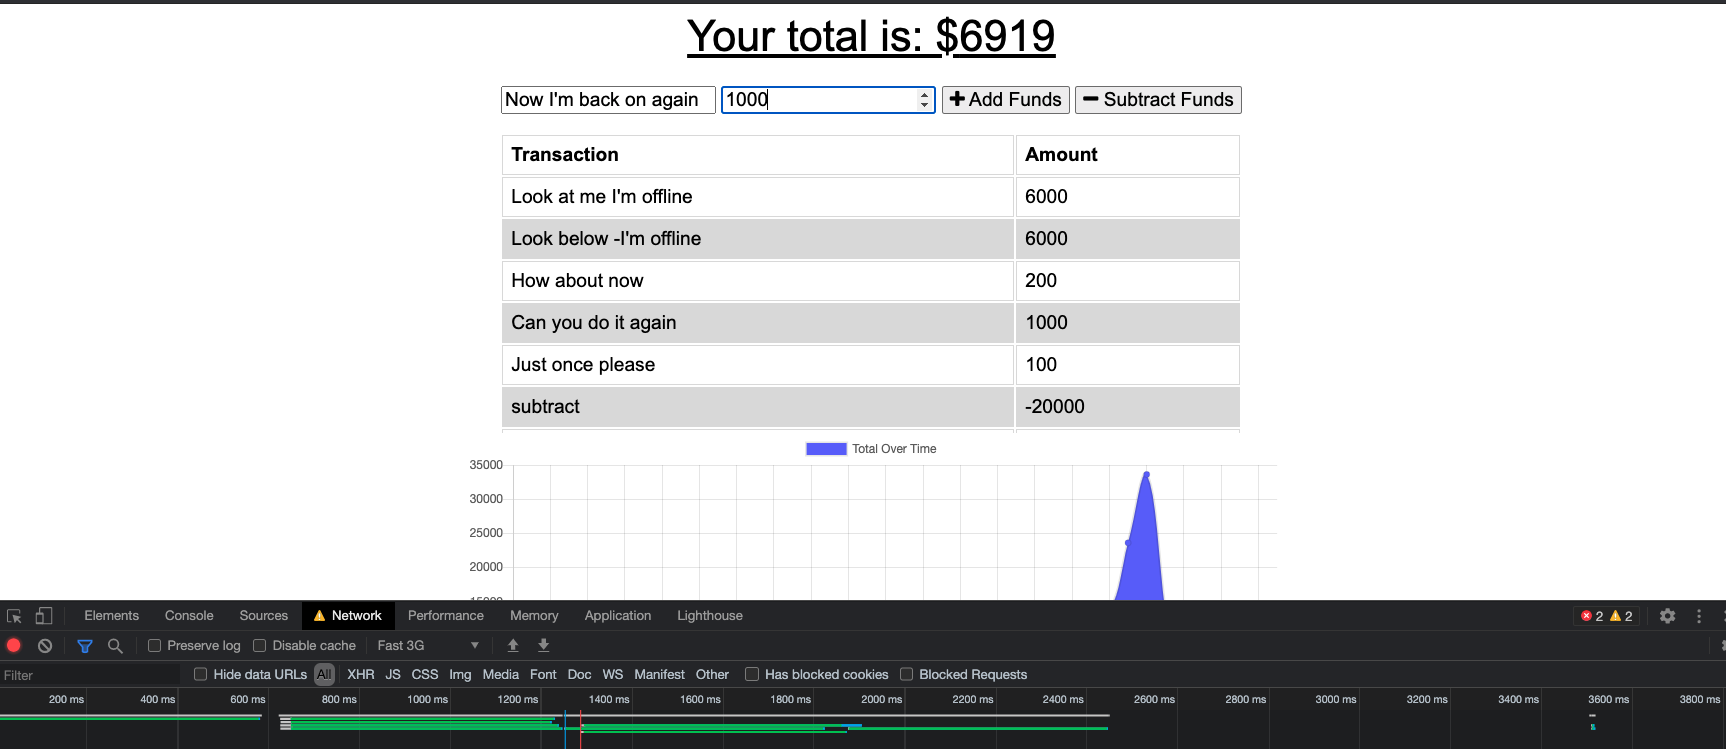 Your total is: $6919
Now I'm back on again 1000 Add Funds Subtract Funds
Transaction Amount
Look at me I'm offline 6000
Look below -I'm offline 6000
How about now 200
Can you do it again 1000
Just once please 100
subtract -20000
Total Over Time
35000
30000
25000
20000
15000
Elements Console Sources Network Performance Memory Application Lighthouse 2 2
Preserve log Disable cache Fast 3G
Filter Hide data URLs All XHR JS CSS Img Media Font Doc WS Manifest Other Has blocked cookies Blocked Requests
200 ms 400 ms 600 ms 800 ms 1000 ms 1200 ms 1400 ms 1600 ms 1800 ms 2000 ms 2200 ms 2400 ms 2600 ms 2800 ms 3000 ms 3200 ms 3400 ms 3600 ms 3800 ms